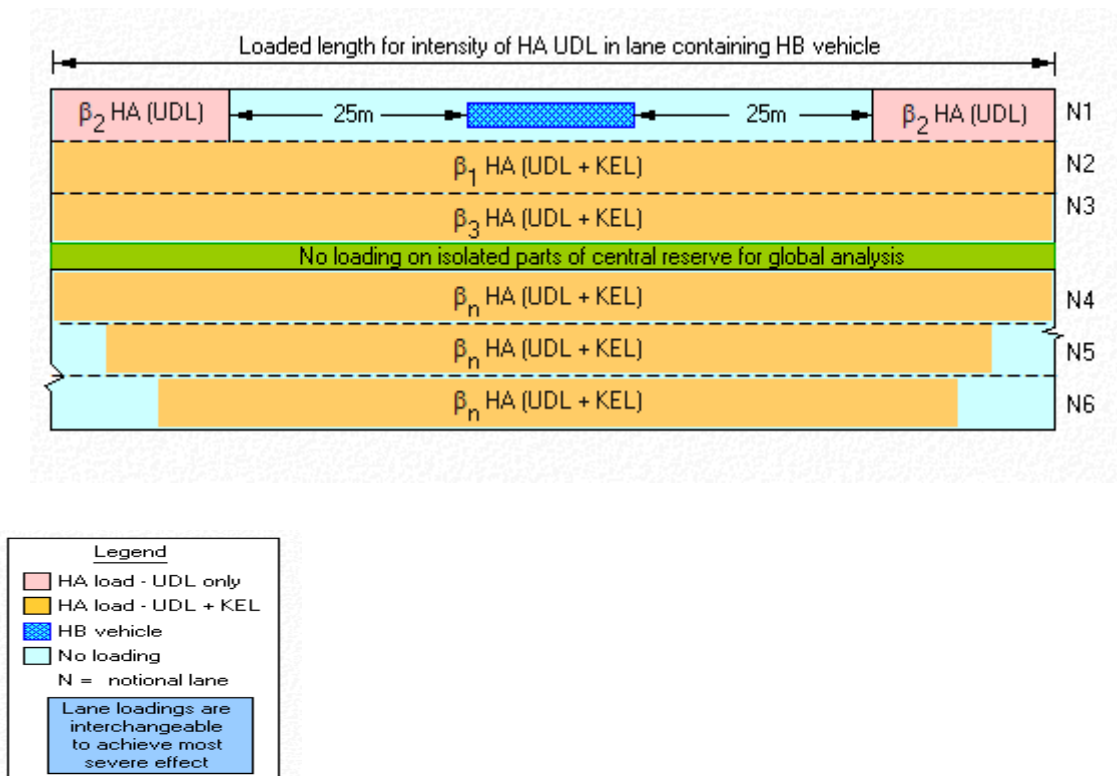 Loaded length for intensity of HA UDL in lane containing HB vehicle
β2 HA (UDL) 25m 25m β2 HA (UDL) N1
β1 HA (UDL + KEL) N2
β3 HA (UDL + KEL) N3
No loading on isolated parts of central reserve for global analysis
βn HA (UDL + KEL) N4
βn HA (UDL + KEL) N5
βn HA (UDL + KEL) N6
Legend
HA load - UDL only
HA load - UDL + KEL
HB vehicle
No loading
N = notional lane
Lane loadings are
interchangeable
to achieve most
severe effect